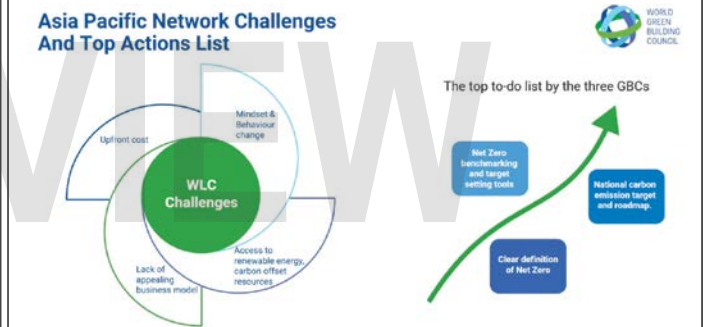 Asia Pacific Network Challenges
And Top Actions List
WORLD
GREEN
BUILDING
COUNCIL
VIEW
Upfront cost
Mindset &
Behaviour
change
WLC
Challenges
Lack of
appealing
business model
Access to
renewable energy,
carbon offset
resources
The top to-do list by the three GBCs
Net Zero
benchmarking
and target
setting tools
National carbon
emission target
and roadmap.
Clear definition
of Net Zero